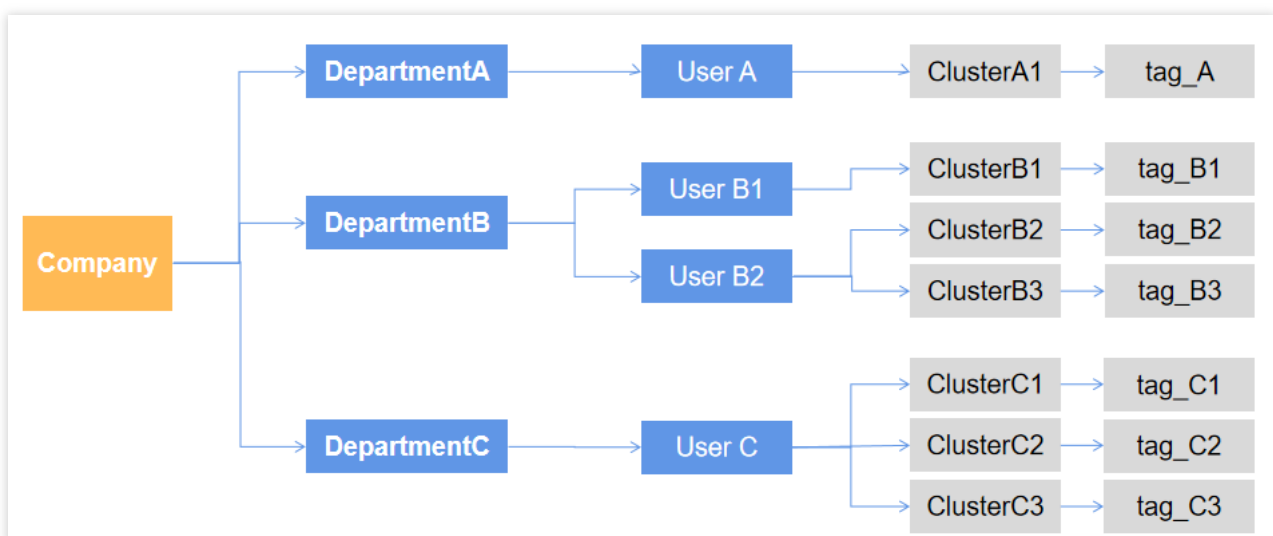 DepartmentA
User A
ClusterA1
tag_A
Company
DepartmentB
User B1
User B2
ClusterB1
tag_B1
ClusterB2
tag_B2
ClusterB3
tag_B3
DepartmentC
User C
ClusterC1
tag_C1
ClusterC2
tag_C2
ClusterC3
tag_C3